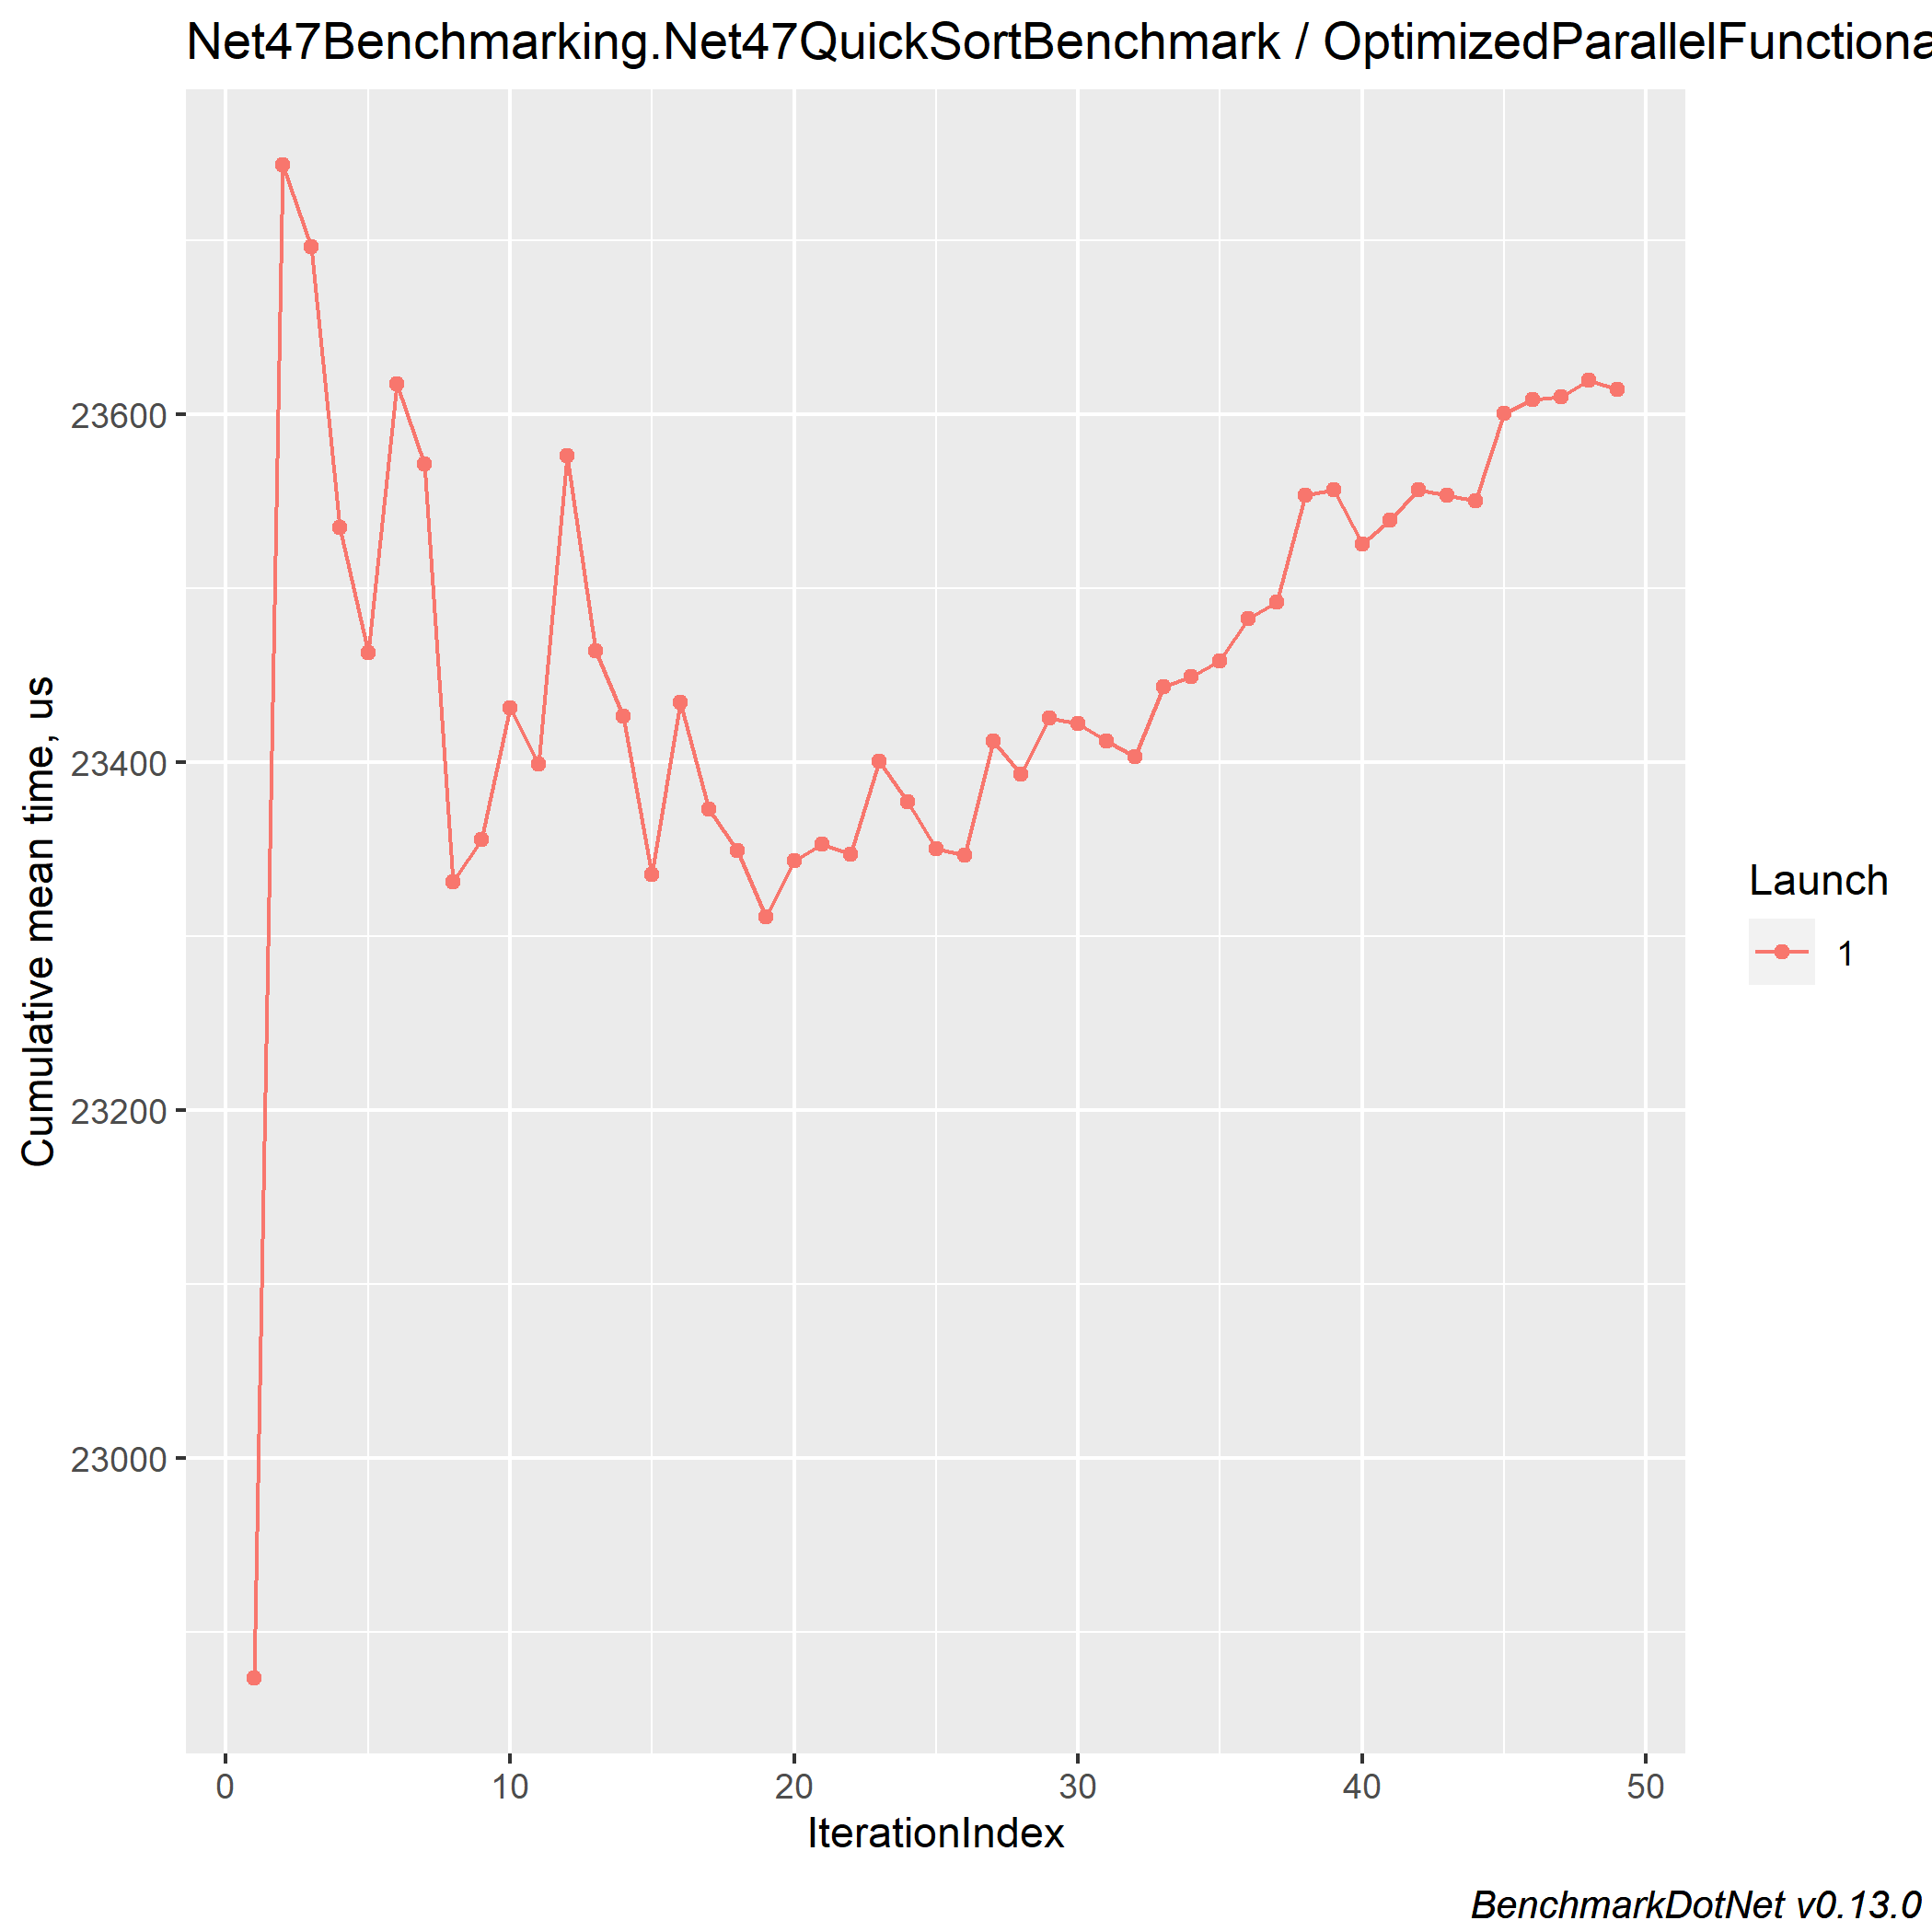 Net47Benchmarking.Net47QuickSortBenchmark / OptimizedParallelFunctiona
Cumulative mean time, us
23600
23400
23200
23000
0 10 20 30 40 50
IterationIndex
Launch
1
BenchmarkDotNet v0.13.0